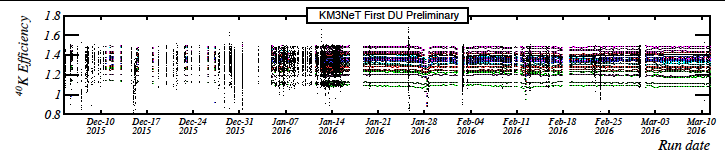 KM3NeT First DU Preliminary
⁴⁰K Efficiency
1.8
1.6
1.4
1.2
1
0.8
Dec-10 2015
Dec-17 2015
Dec-24 2015
Dec-31 2015
Jan-07 2016
Jan-14 2016
Jan-21 2016
Jan-28 2016
Feb-04 2016
Feb-11 2016
Feb-18 2016
Feb-25 2016
Mar-03 2016
Mar-10 2016
Run date